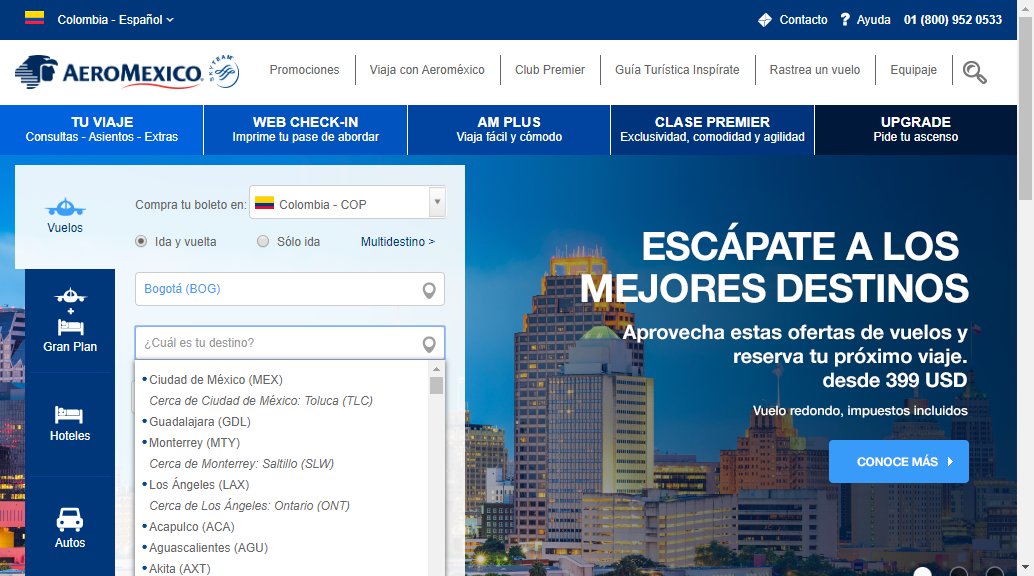 Colombia - Español
Contacto
? Ayuda
01 (800) 952 0533
AEROMEXICO.
SKYTEAM
Promociones
Viaja con Aeroméxico
Club Premier
Guía Turística Inspírate
Rastrea un vuelo
Equipaje
TU VIAJE
Consultas - Asientos - Extras
WEB CHECK-IN
Imprime tu pase de abordar
AM PLUS
Viaja fácil y cómodo
CLASE PREMIER
Exclusividad, comodidad y agilidad
UPGRADE
Pide tu ascenso
Vuelos
+
Gran Plan
Hoteles
Autos
Compra tu boleto en:
Colombia - COP
Ida y vuelta
Sólo ida
Multidestino >
Bogotá (BOG)
¿Cuál es tu destino?
•Ciudad de México (MEX)
Cerca de Ciudad de México: Toluca (TLC)
•Guadalajara (GDL)
•Monterrey (MTY)
Cerca de Monterrey: Saltillo (SLW)
•Los Ángeles (LAX)
Cerca de Los Ángeles: Ontario (ONT)
•Acapulco (ACA)
•Aguascalientes (AGU)
•Akita (AXT)
ESCÁPATE A LOS
MEJORES DESTINOS
Aprovecha estas ofertas de vuelos y
reserva tu próximo viaje.
desde 399 USD
Vuelo redondo, impuestos incluidos
CONOCE MÁS